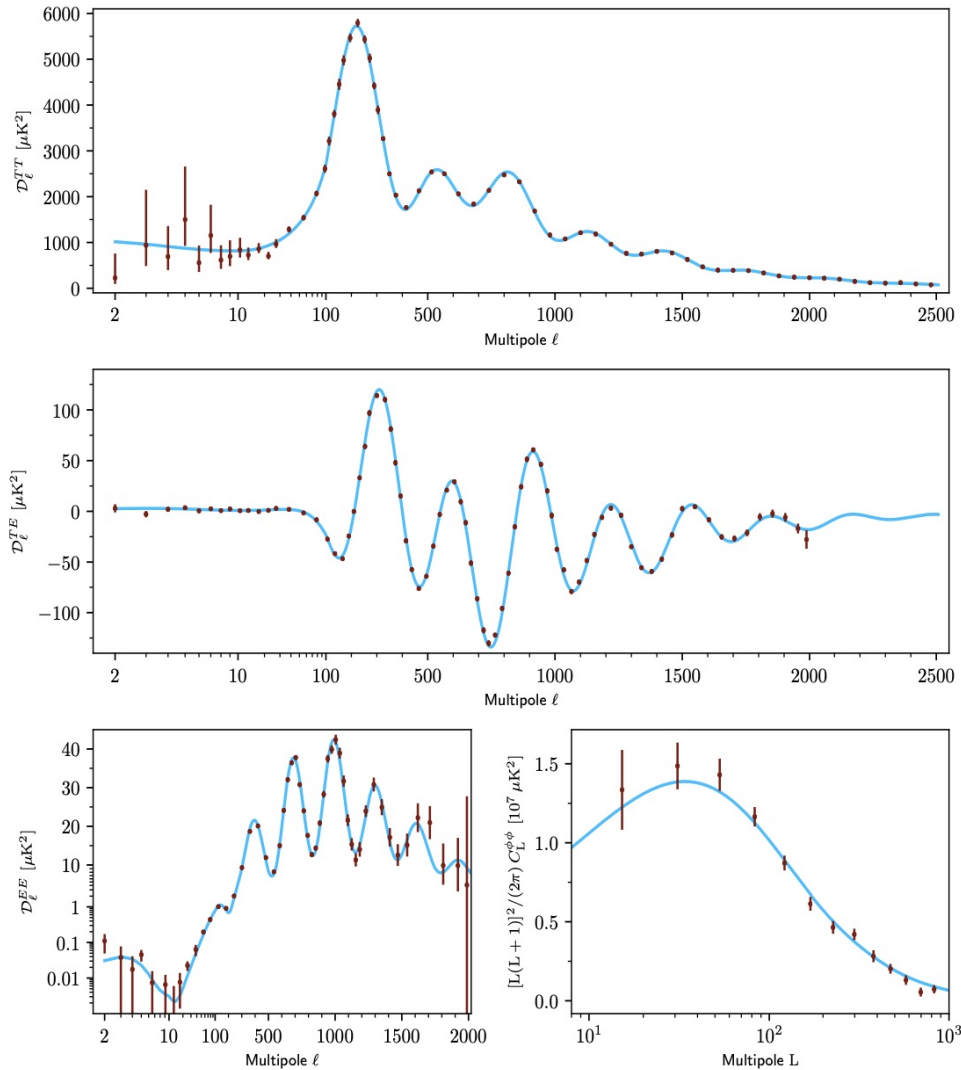 6000
5000
4000
3000
2000
1000
0
𝒟ℓ^TT [μK²]
2 10 100 500 1000 1500 2000 2500
Multipole ℓ
100
50
0
−50
−100
𝒟ℓ^TE [μK²]
2 10 100 500 1000 1500 2000 2500
Multipole ℓ
40
30
20
10
1
0.1
0.01
𝒟ℓ^EE [μK²]
2 10 100 500 1000 1500 2000
Multipole ℓ
1.5
1.0
0.5
0.0
[L(L + 1)]²/(2π) C_L^ϕϕ [10⁷ μK²]
10¹ 10² 10³
Multipole L